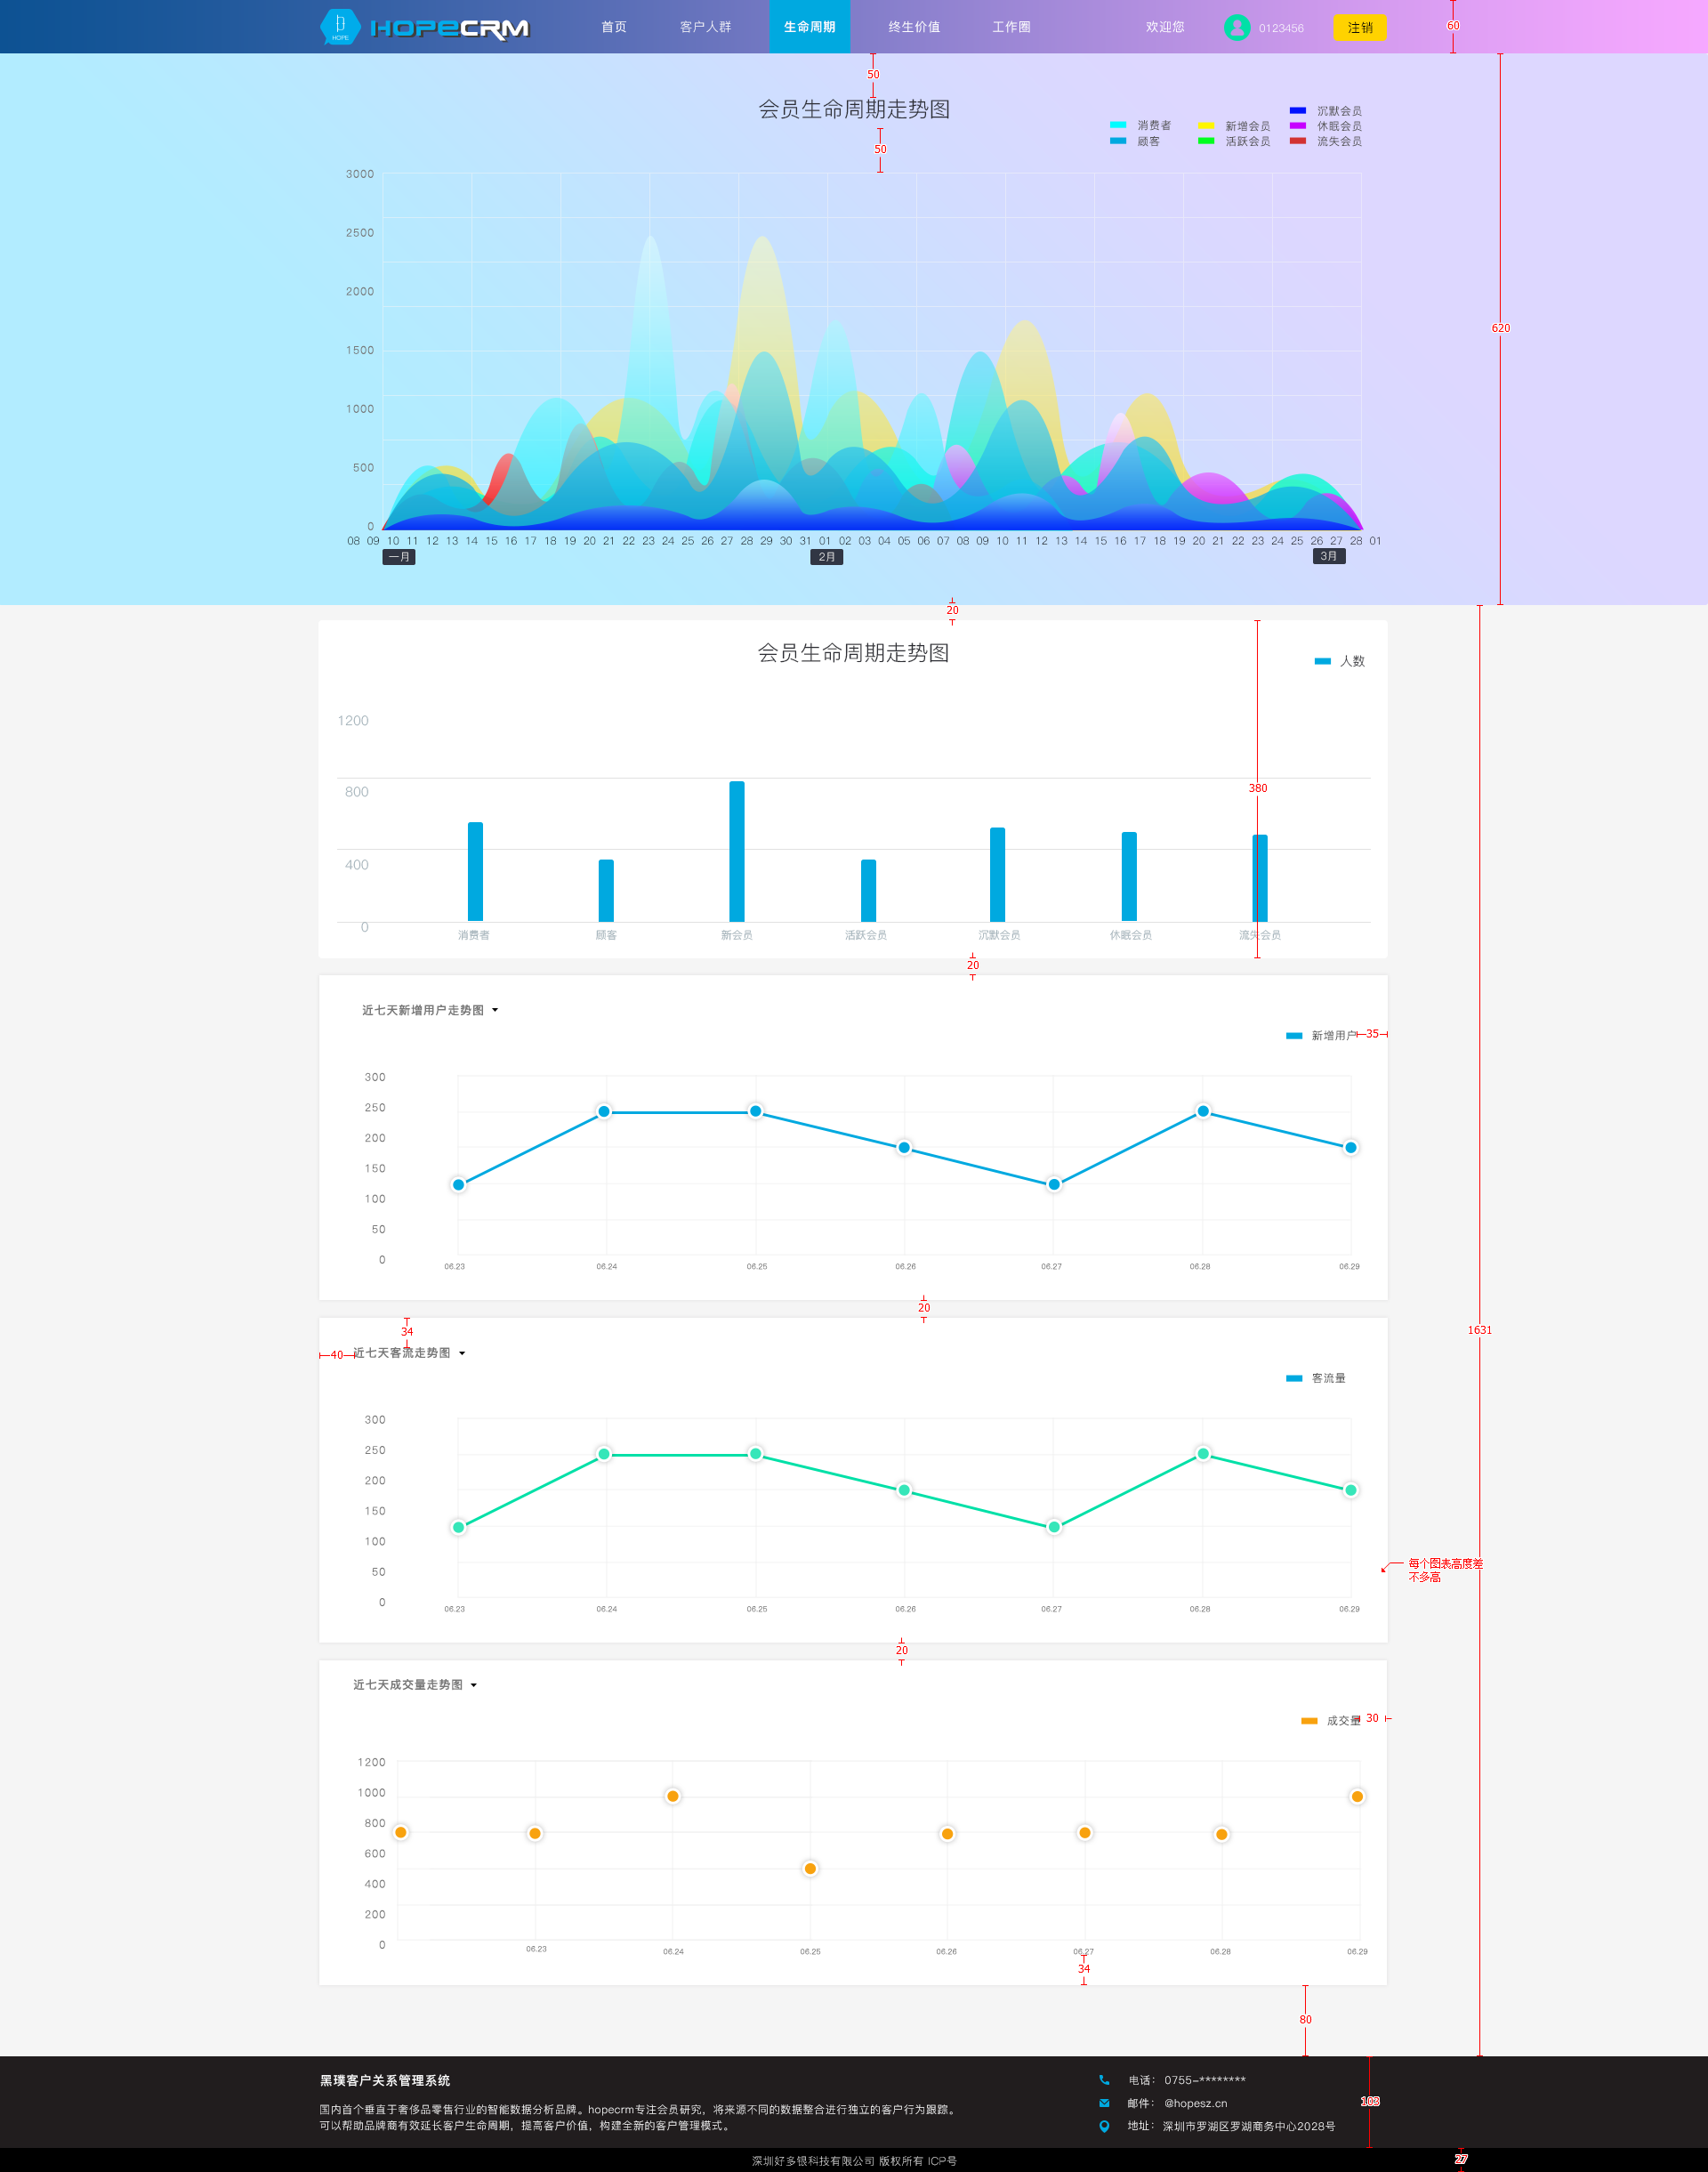 HOPE HOPECRM 首页 客户人群 生命周期 终生价值 工作圈 欢迎您 0123456 注销 60
50
会员生命周期走势图
沉默会员
消费者 新增会员 休眠会员
顾客 活跃会员 流失会员
50
3000
2500
2000
620
1500
1000
500
0
08 09 10 11 12 13 14 15 16 17 18 19 20 21 22 23 24 25 26 27 28 29 30 31 01 02 03 04 05 06 07 08 09 10 11 12 13 14 15 16 17 18 19 20 21 22 23 24 25 26 27 28 01
一月 2月 3月
20
会员生命周期走势图
人数
1200
800
380
400
0
消费者 顾客 新会员 活跃会员 沉默会员 休眠会员 流失会员
20
近七天新增用户走势图
新增用户 35
300
250
200
150
100
50
0
06.23 06.24 06.25 06.26 06.27 06.28 06.29
20
34
1631
40 近七天客流走势图
客流量
300
250
200
150
100
每个图表高度差
不多高
50
0
06.23 06.24 06.25 06.26 06.27 06.28 06.29
20
近七天成交量走势图
成交量 30
1200
1000
800
600
400
200
0
06.23 06.24 06.25 06.26 06.27 06.28 06.29
34
80
黑璞客户关系管理系统
国内首个垂直于奢侈品零售行业的智能数据分析品牌。hopecrm专注会员研究，将来源不同的数据整合进行独立的客户行为跟踪。
可以帮助品牌商有效延长客户生命周期，提高客户价值，构建全新的客户管理模式。
电话： 0755-********
邮件： @hopesz.cn
地址： 深圳市罗湖区罗湖商务中心2028号
103
深圳好多银科技有限公司 版权所有 ICP号
27